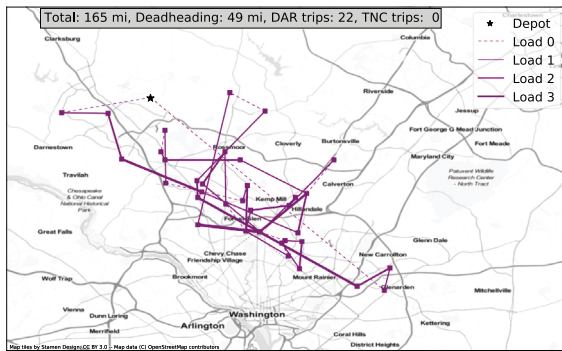 Total: 165 mi, Deadheading: 49 mi, DAR trips: 22, TNC trips: 0
Depot
Load 0
Load 1
Load 2
Load 3
Clarksburg
Columbia
Riverside
Jessup
Rossmoor
Cloverly
Burtonsville
Fort George G Mead Junction
Fort Meade
Darnestown
Maryland City
Travilah
Calverton
Patuxent Wildlife
Research Center
- North Tract
Chesapeake
& Ohio Canal
National Historical
Park
Kemp Mill
Hillandale
Great Falls
Forest Glen
Glenn Dale
Chevy Chase
Friendship Village
New Carrollton
Wolf Trap
Brookmont
Mount Rainier
Glenarden
Mitchellville
Vienna
Dunn Loring
Washington
Merrifield
Arlington
Kettering
Coral Hills
District Heights
Map tiles by Stamen Design, CC BY 3.0 -- Map data (C) OpenStreetMap contributors